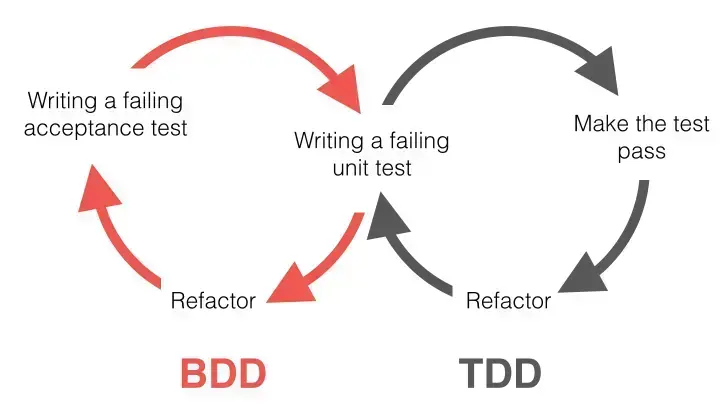 Writing a failing
acceptance test
Writing a failing
unit test
Make the test
pass
Refactor
Refactor
BDD
TDD